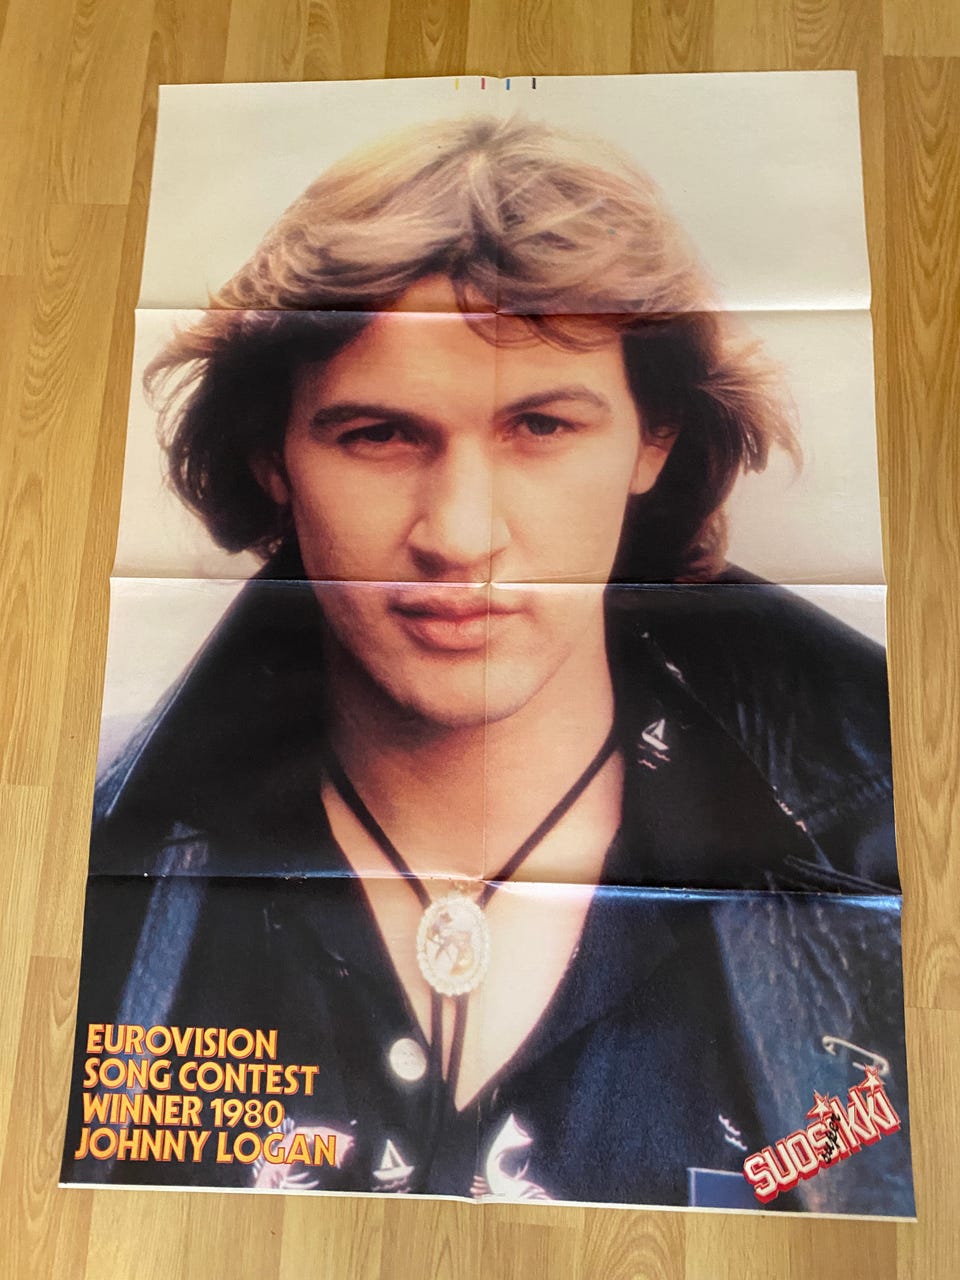 EUROVISION
SONG CONTEST
WINNER 1980
JOHNNY LOGAN
SUOSIKKI